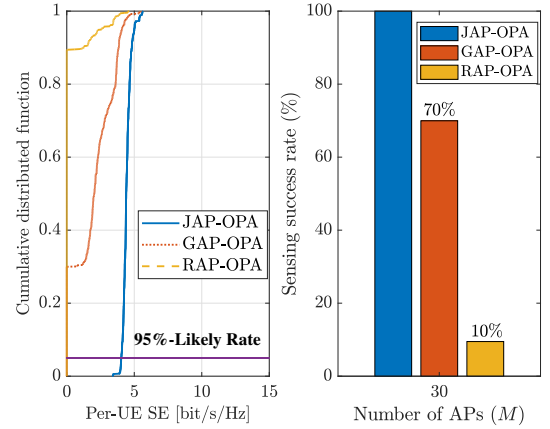 1
0.8
0.6
0.4
0.2
0
Cumulative distributed function
JAP-OPA
GAP-OPA
RAP-OPA
95%-Likely Rate
0
5
10
15
Per-UE SE [bit/s/Hz]
100
80
60
40
20
0
Sensing success rate (%)
JAP-OPA
GAP-OPA
RAP-OPA
70%
10%
30
Number of APs (M)